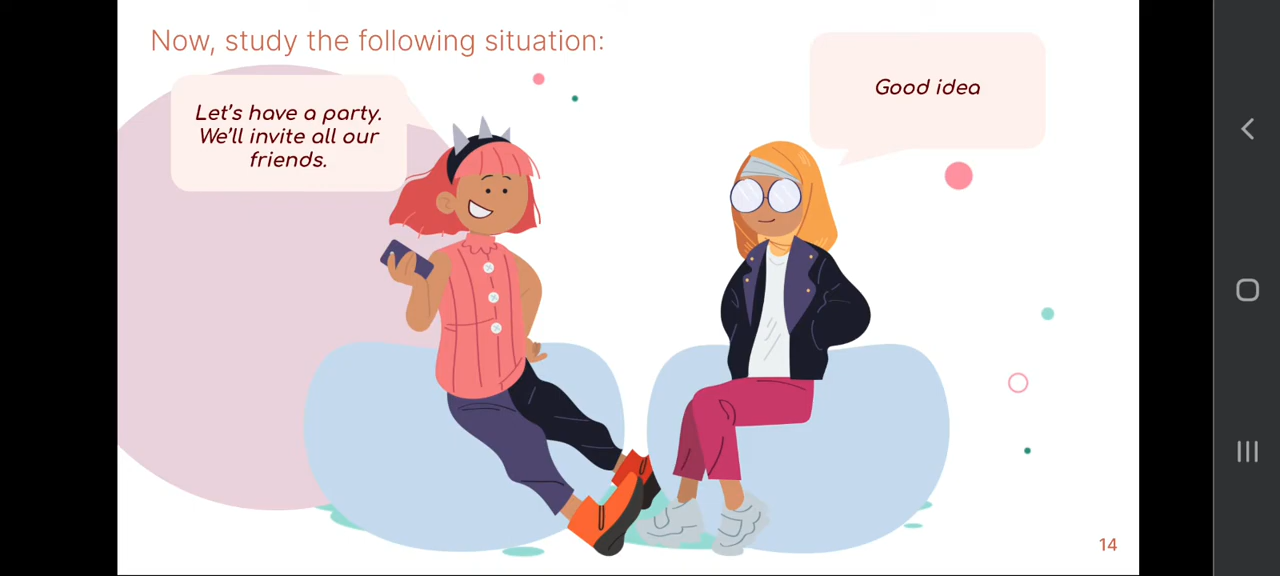 Now, study the following situation:
Let's have a party.
We'll invite all our
friends.
Good idea
14